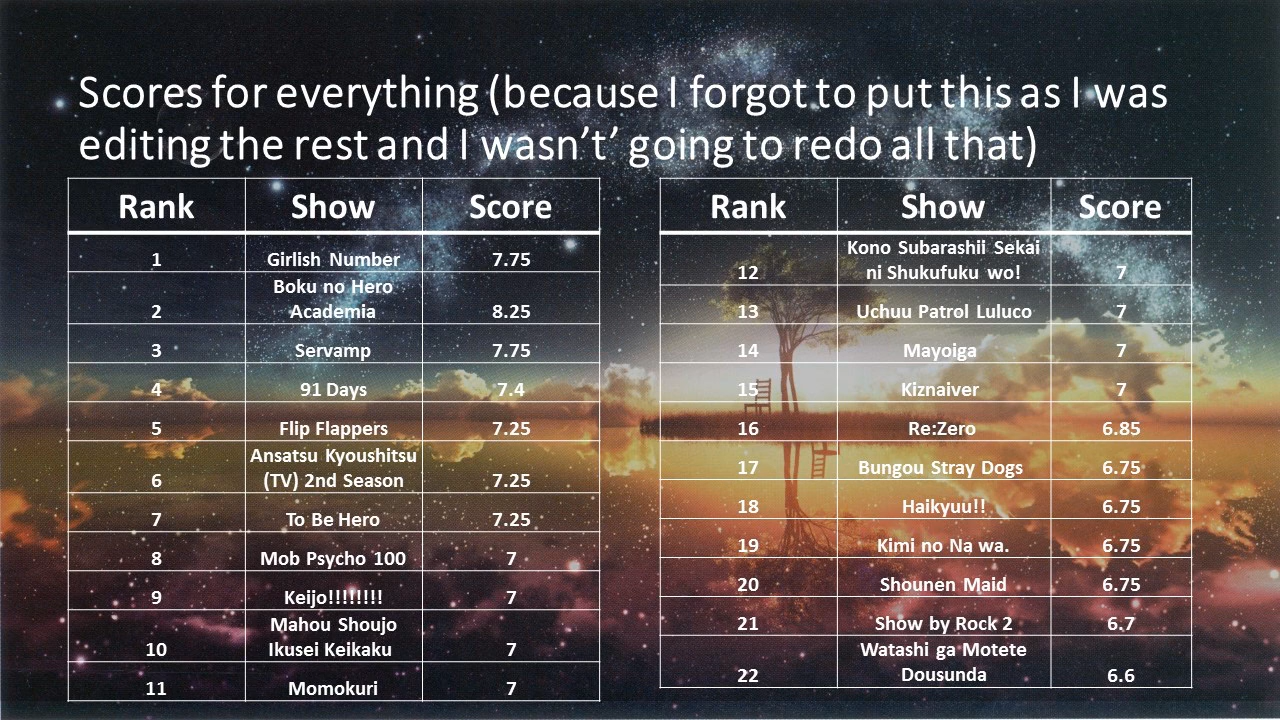 Scores for everything (because I forgot to put this as I was
editing the rest and I wasn’t’ going to redo all that)
Rank Show Score
1 Girlish Number 7.75
2 Boku no Hero
Academia 8.25
3 Servamp 7.75
4 91 Days 7.4
5 Flip Flappers 7.25
6 Ansatsu Kyoushitsu
(TV) 2nd Season 7.25
7 To Be Hero 7.25
8 Mob Psycho 100 7
9 Keijo!!!!!!!! 7
10 Mahou Shoujo
Ikusei Keikaku 7
11 Momokuri 7
Rank Show Score
12 Kono Subarashii Sekai
ni Shukufuku wo! 7
13 Uchuu Patrol Luluco 7
14 Mayoiga 7
15 Kiznaiver 7
16 Re:Zero 6.85
17 Bungou Stray Dogs 6.75
18 Haikyuu!! 6.75
19 Kimi no Na wa. 6.75
20 Shounen Maid 6.75
21 Show by Rock 2 6.7
22 Watashi ga Motete
Dousunda 6.6